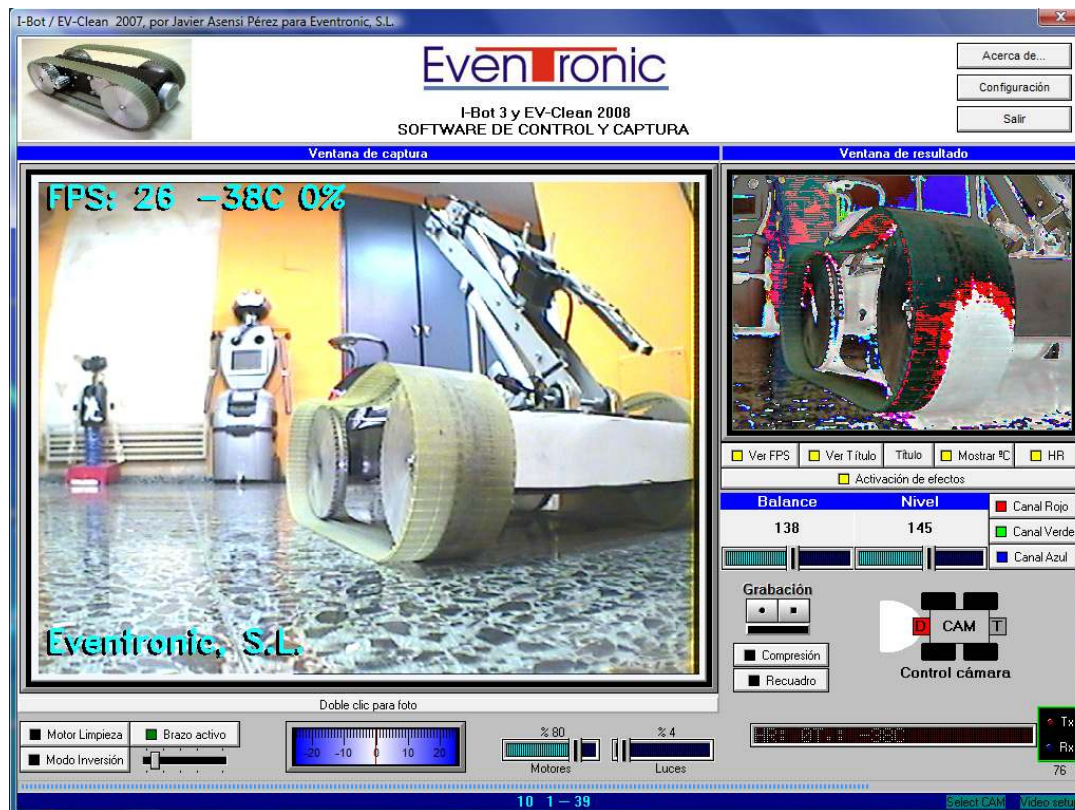 I-Bot / EV-Clean 2007, por Javier Asensi Pérez para Eventronic, S.L.
EvenTronic
I-Bot 3 y EV-Clean 2008
SOFTWARE DE CONTROL Y CAPTURA
Acerca de...
Configuración
Salir
Ventana de captura
Ventana de resultado
FPS: 26 -38C 0%
Eventronic, S.L.
Ver FPS
Ver Título
Título
Mostrar ºC
HR
Activación de efectos
Balance
Nivel
138
145
Canal Rojo
Canal Verde
Canal Azul
Grabación
Compresión
Recuadro
D CAM T
Control cámara
Doble clic para foto
Motor Limpieza
Brazo activo
Modo Inversión
-20 -10 0 10 20
% 80
Motores
% 4
Luces
HR: 0T.: -38C
Tx
Rx
76
10 1 - 39
Select CAM
Video setu